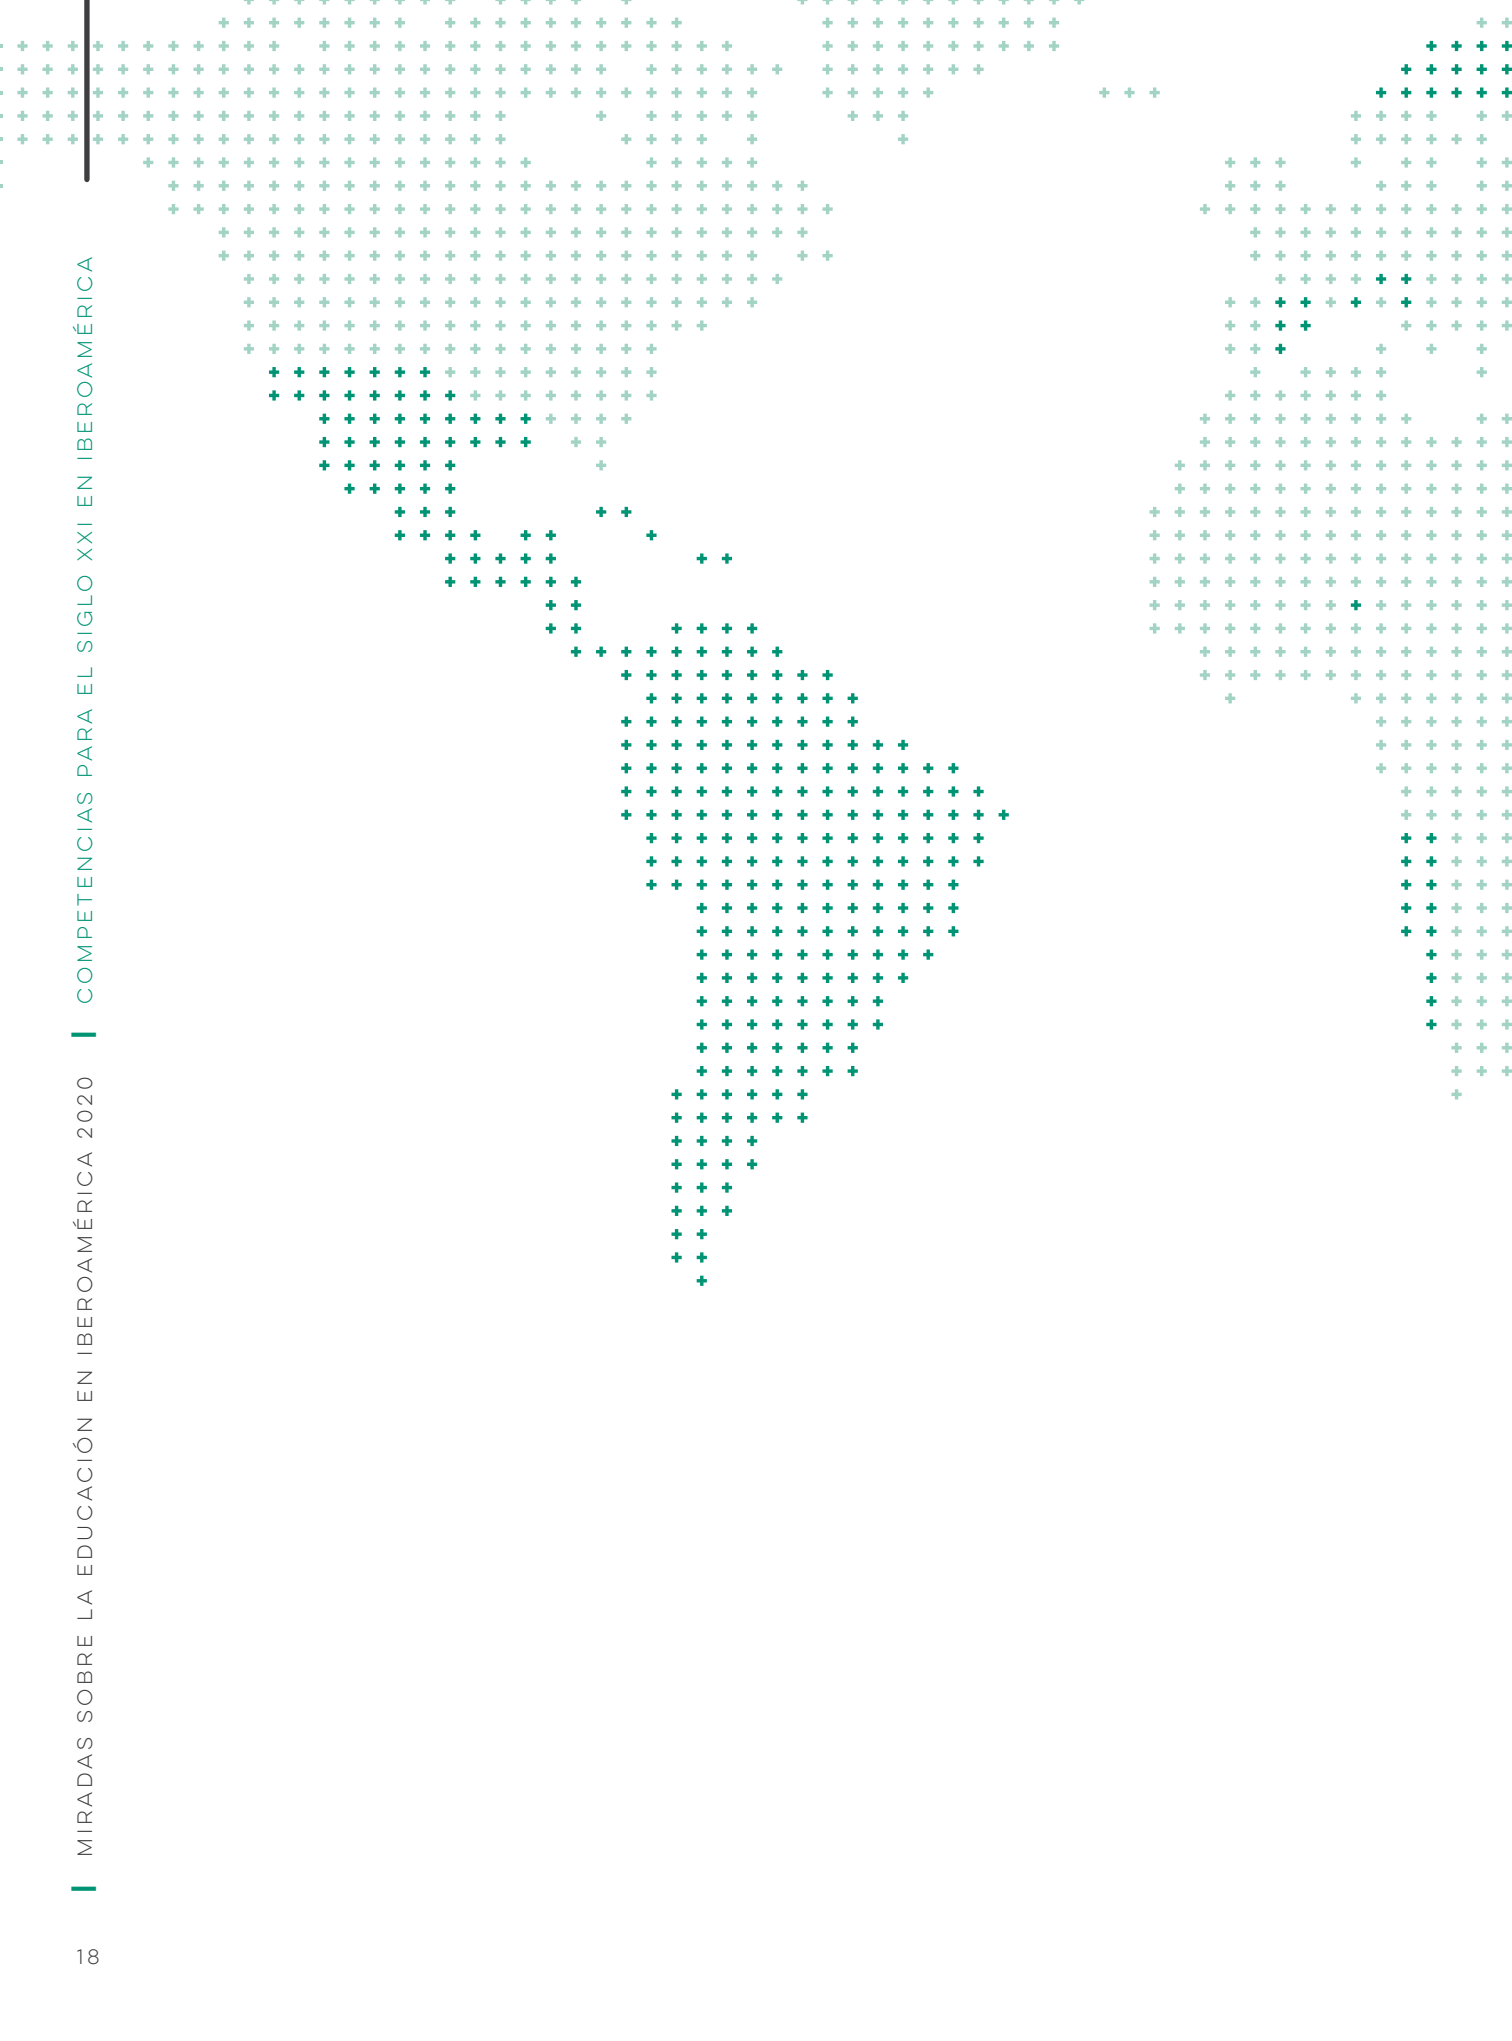 MIRADAS SOBRE LA EDUCACIÓN EN IBEROAMÉRICA 2020 | COMPETENCIAS PARA EL SIGLO XXI EN IBEROAMÉRICA
18